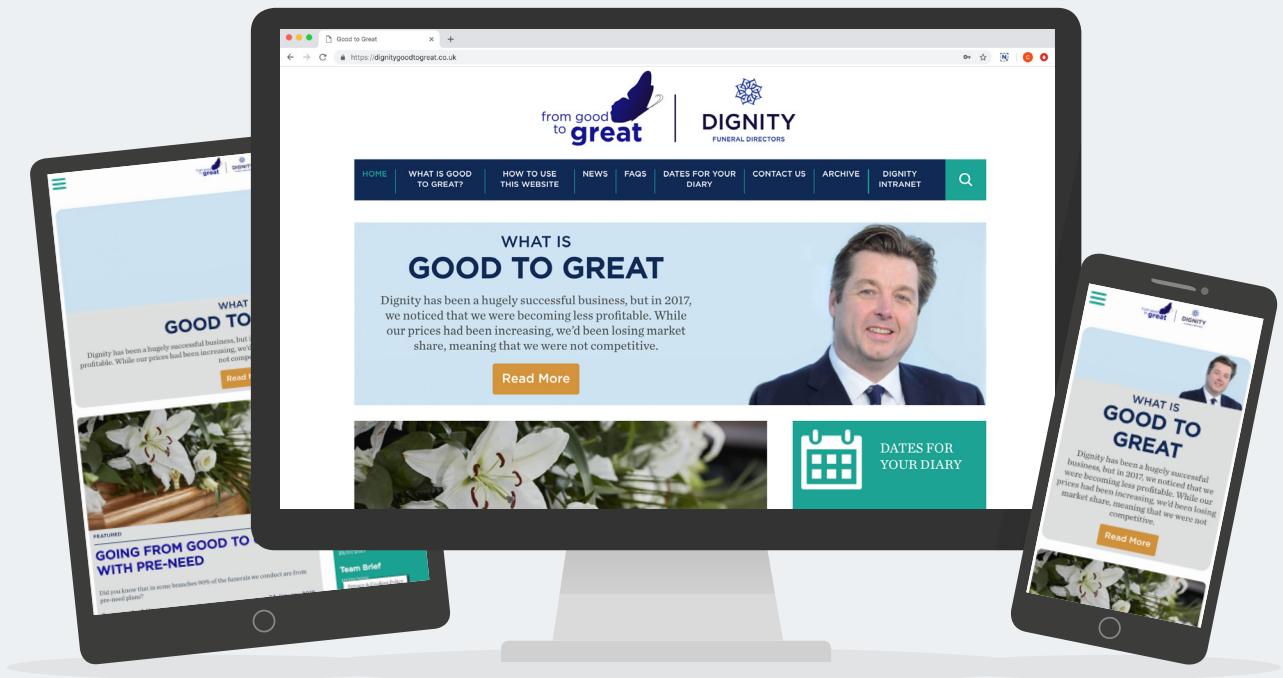 Good to Great
https://dignitygoodtogreat.co.uk
from good
to great
DIGNITY
FUNERAL DIRECTORS
HOME
WHAT IS GOOD
TO GREAT?
HOW TO USE
THIS WEBSITE
NEWS
FAQS
DATES FOR YOUR
DIARY
CONTACT US
ARCHIVE
DIGNITY
INTRANET
WHAT IS
GOOD TO GREAT
Dignity has been a hugely successful business, but in 2017,
we noticed that we were becoming less profitable. While
our prices had been increasing, we'd been losing market
share, meaning that we were not competitive.
Read More
DATES FOR
YOUR DIARY
great
WHAT
GOOD TO
Dignity has been a hugely successful business, but
profitable. While our prices had been increasing, we'd
not
Read
FEATURED
GOING FROM GOOD TO
WITH PRE-NEED
Did you know that in some branches 90% of the funerals we conduct are from
pre-need plans?
Team Brief
Privacy & Cookies Policy
great
DIGNITY
WHAT IS
GOOD TO
GREAT
Dignity has been a hugely successful
business, but in 2017, we noticed that we
were becoming less profitable. While our
prices had been increasing, we'd been losing
market share, meaning that we were not
competitive.
Read More